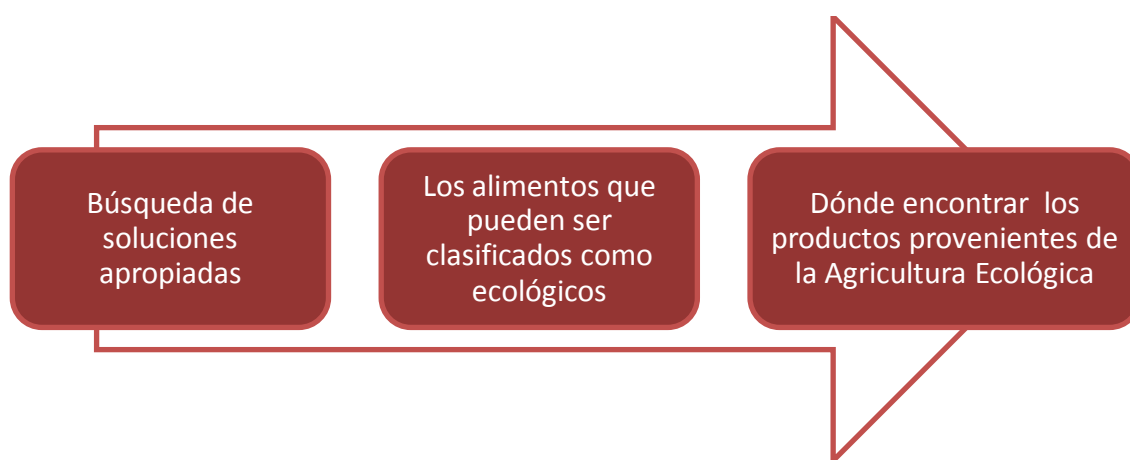 Búsqueda de
soluciones
apropiadas
Los alimentos que
pueden ser
clasificados como
ecológicos
Dónde encontrar los
productos provenientes de
la Agricultura Ecológica